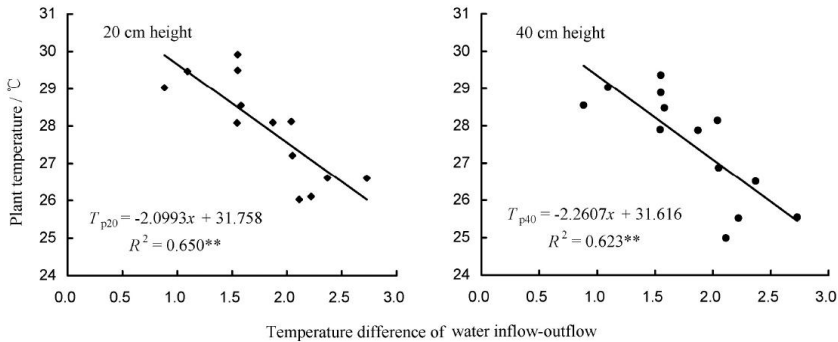 20 cm height
Plant temperature / ℃
31
30
29
28
27
26
25
24
T p20 = -2.0993x + 31.758
R² = 0.650**
0.0 0.5 1.0 1.5 2.0 2.5 3.0
40 cm height
31
30
29
28
27
26
25
24
T p40 = -2.2607x + 31.616
R² = 0.623**
0.0 0.5 1.0 1.5 2.0 2.5 3.0
Temperature difference of water inflow-outflow